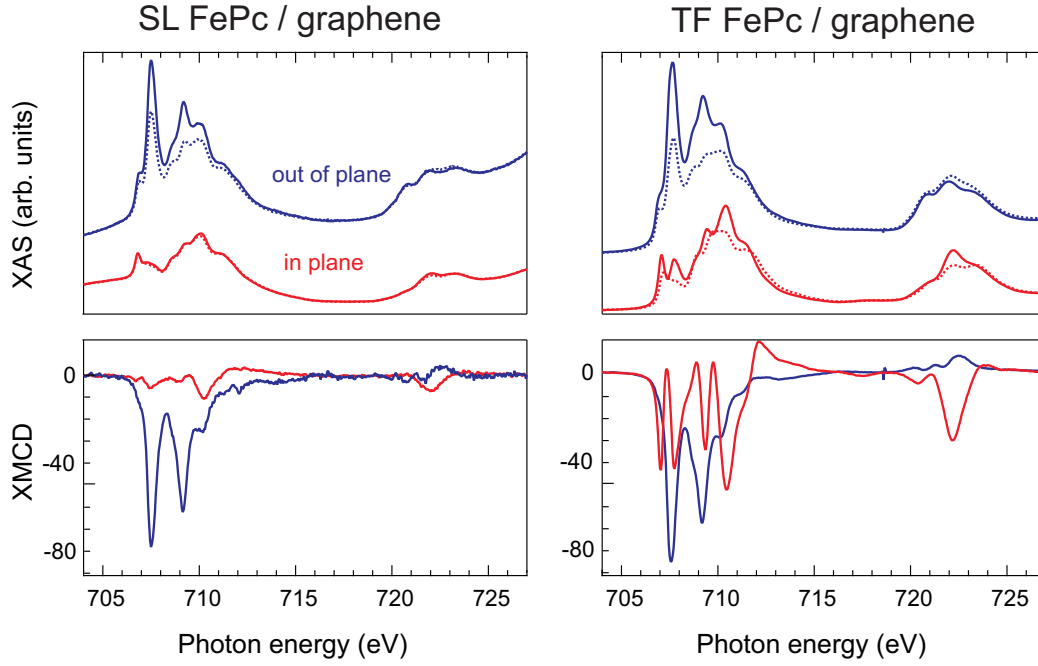 SL FePc / graphene
TF FePc / graphene
XAS (arb. units)
out of plane
in plane
XMCD
0
-40
-80
0
-40
-80
705
710
715
720
725
705
710
715
720
725
Photon energy (eV)
Photon energy (eV)